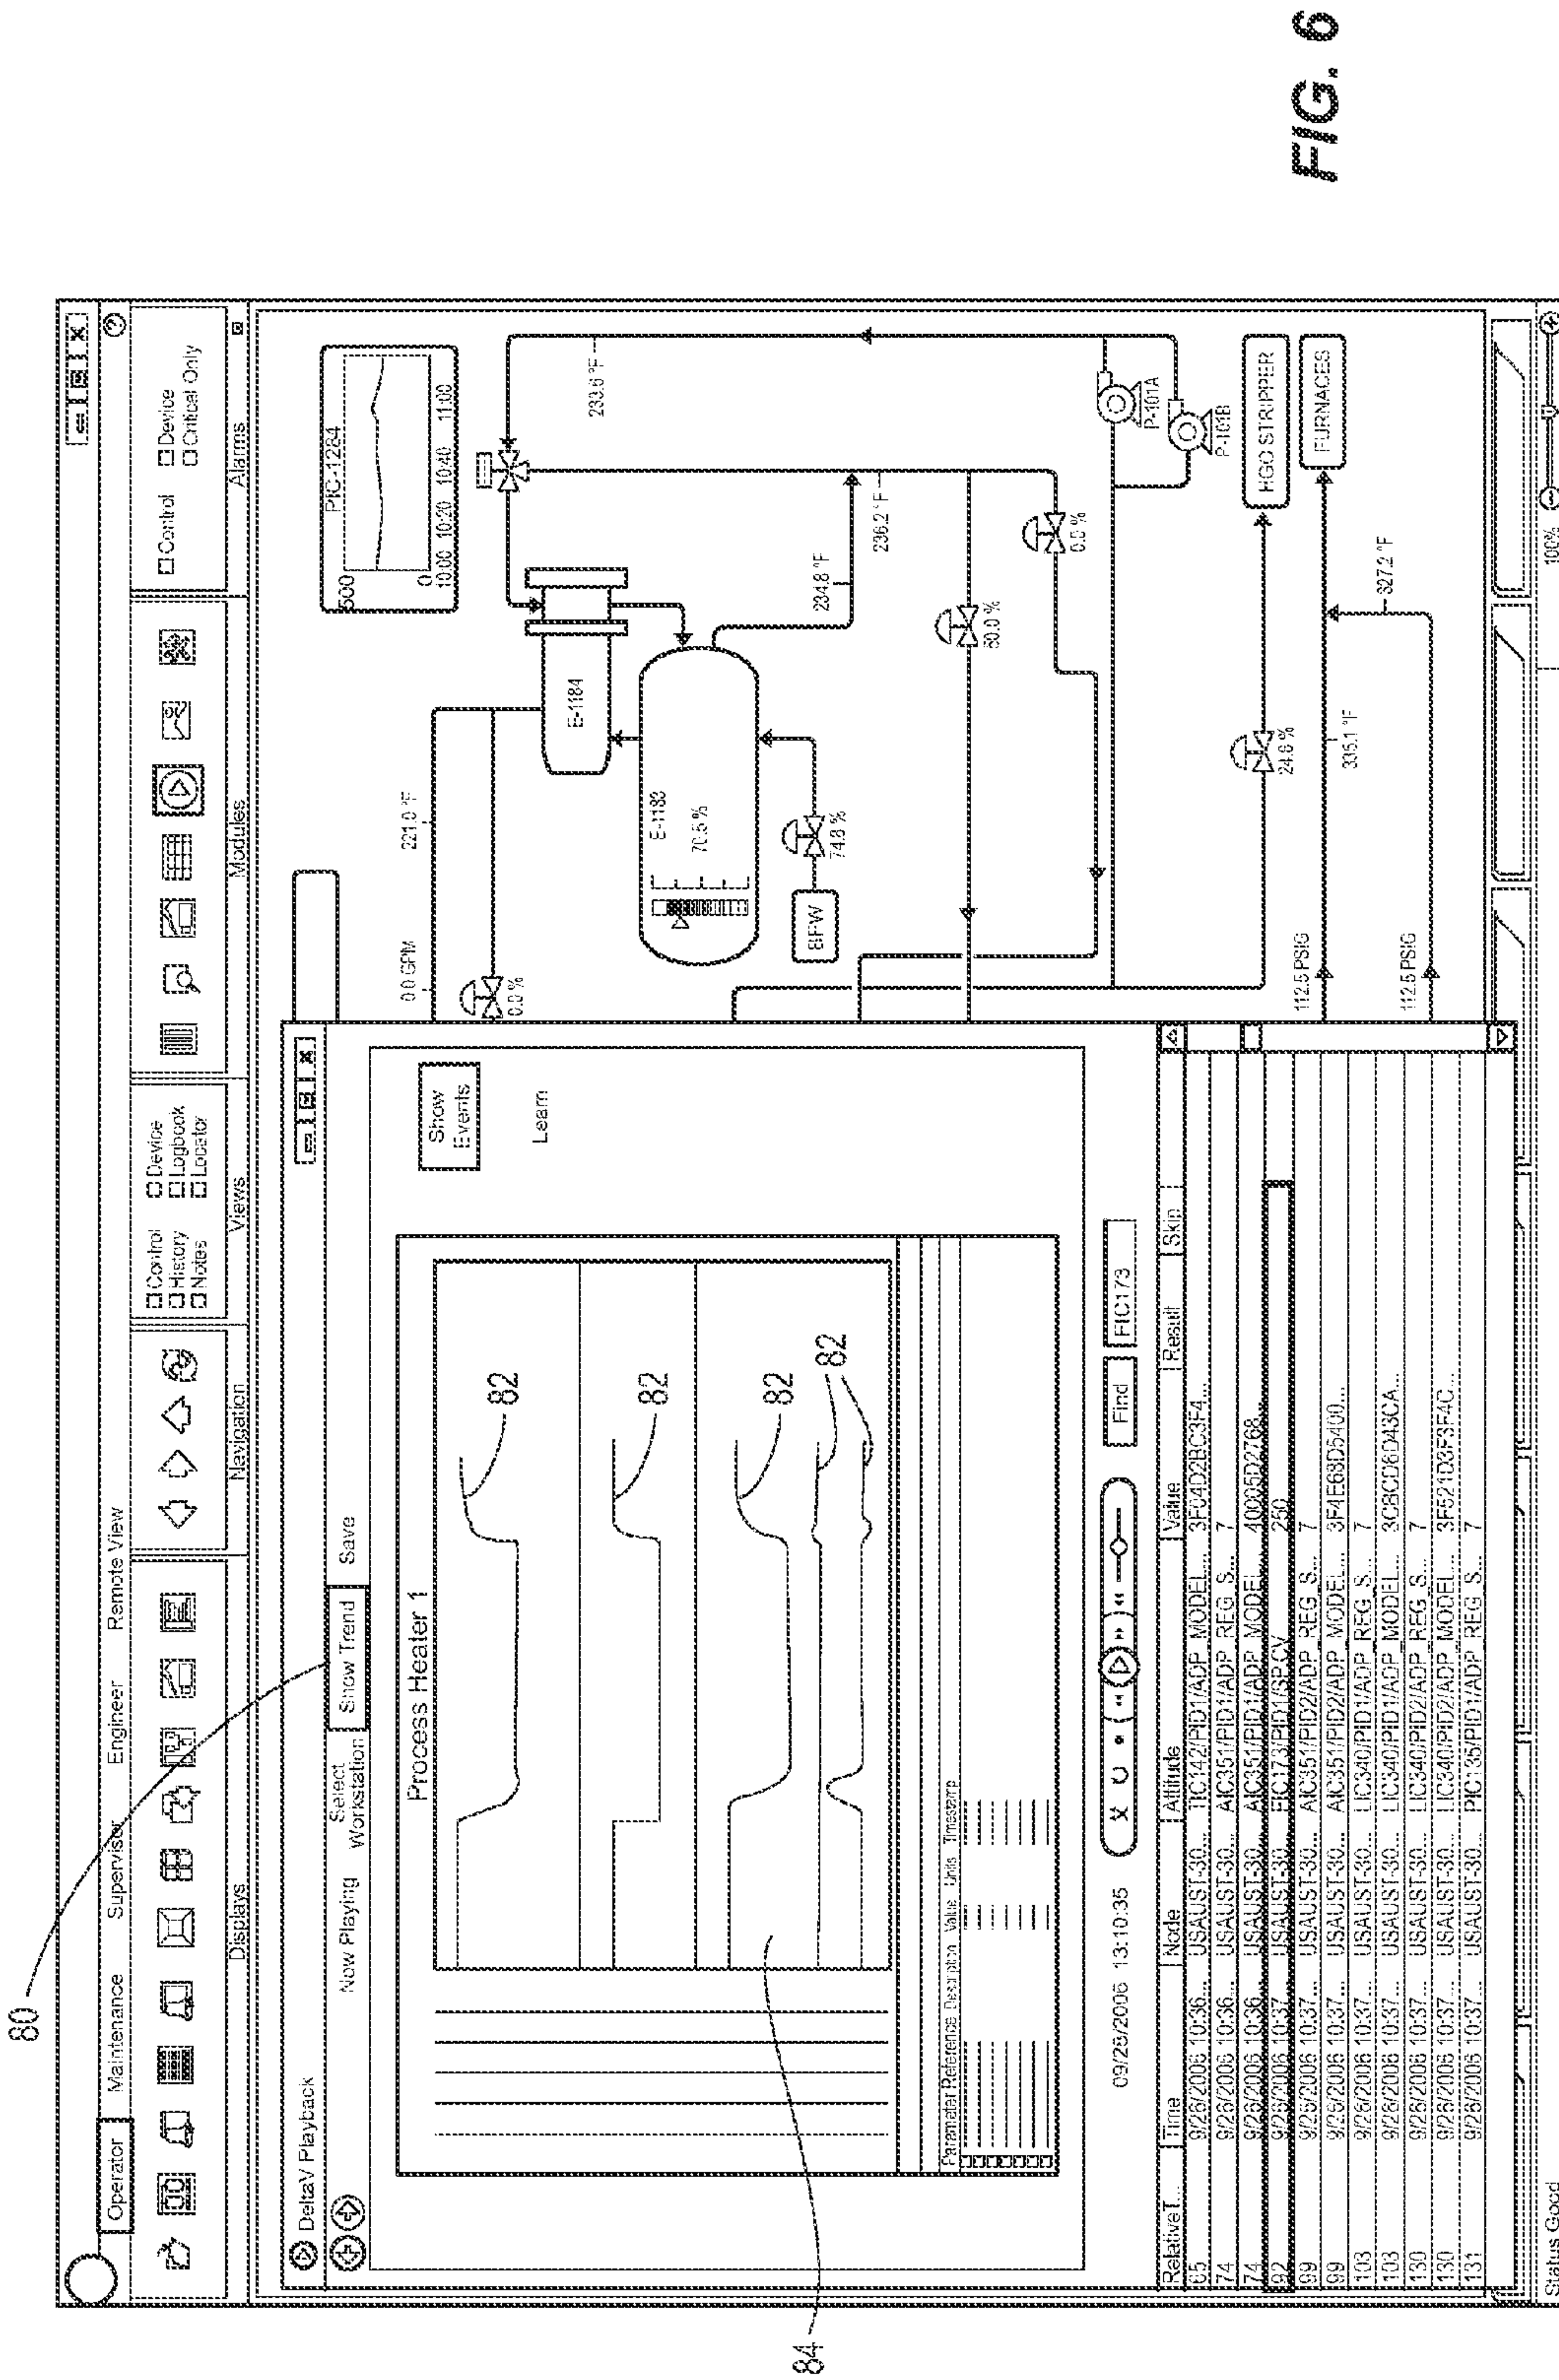 FIG. 6
80
Operator Maintenance Supervisor Engineer Remote View
Displays
Navigation
□ Control □ Device
□ History □ Logbook
□ Notes □ Locator
Views
Modules
□ Control □ Device
□ Critical Only
Alarms
DeltaV Playback
Now Playing
Select
Workstation
Show Trend
Save
Process Heater 1
82
82
82
82
84
Show
Events
Learn
Parameter Reference Description Value Units Timestamp
09/28/2006 13:10:35
Find
FIC173
RelativeT... Time Node Attitude Value Result Skip
65 9/26/2006 10:36... USAUST-30... TIC142/PID1/ADP_MODEL... 3F04D2BC3F4...
74 9/26/2006 10:36... USAUST-30... AIC351/PID1/ADP_REG_S... 7
74 9/26/2006 10:36... USAUST-30... AIC351/PID1/ADP_MODEL... 40005D2768...
92 9/26/2006 10:37... USAUST-30... FIC173/PID1/SP.CV 250
99 9/26/2006 10:37... USAUST-30... AIC351/PID2/ADP_REG_S... 7
99 9/26/2006 10:37... USAUST-30... AIC351/PID2/ADP_MODEL... 3F4E63D5400...
103 9/26/2006 10:37... USAUST-30... LIC340/PID1/ADP_REG_S... 7
103 9/26/2006 10:37... USAUST-30... LIC340/PID1/ADP_MODEL... 3CBCD6D43CA...
130 9/26/2006 10:37... USAUST-30... LIC340/PID2/ADP_REG_S... 7
130 9/26/2006 10:37... USAUST-30... LIC340/PID2/ADP_MODEL... 3F521D3F3F4C...
131 9/26/2006 10:37... USAUST-30... PIC135/PID1/ADP_REG_S... 7
PIC-1284
500
0
10:00 10:20 10:40 11:00
0.0 GPM
221.0 °F
0.0 %
E-1184
233.6 °F
E-1183
70.5 %
234.8 °F
236.2 °F
BFW
74.8 %
50.0 %
0.0 %
P-101A
P-101B
24.6 %
HGO STRIPPER
112.5 PSIG
335.1 °F
FURNACES
112.5 PSIG
327.2 °F
Status Good
100%